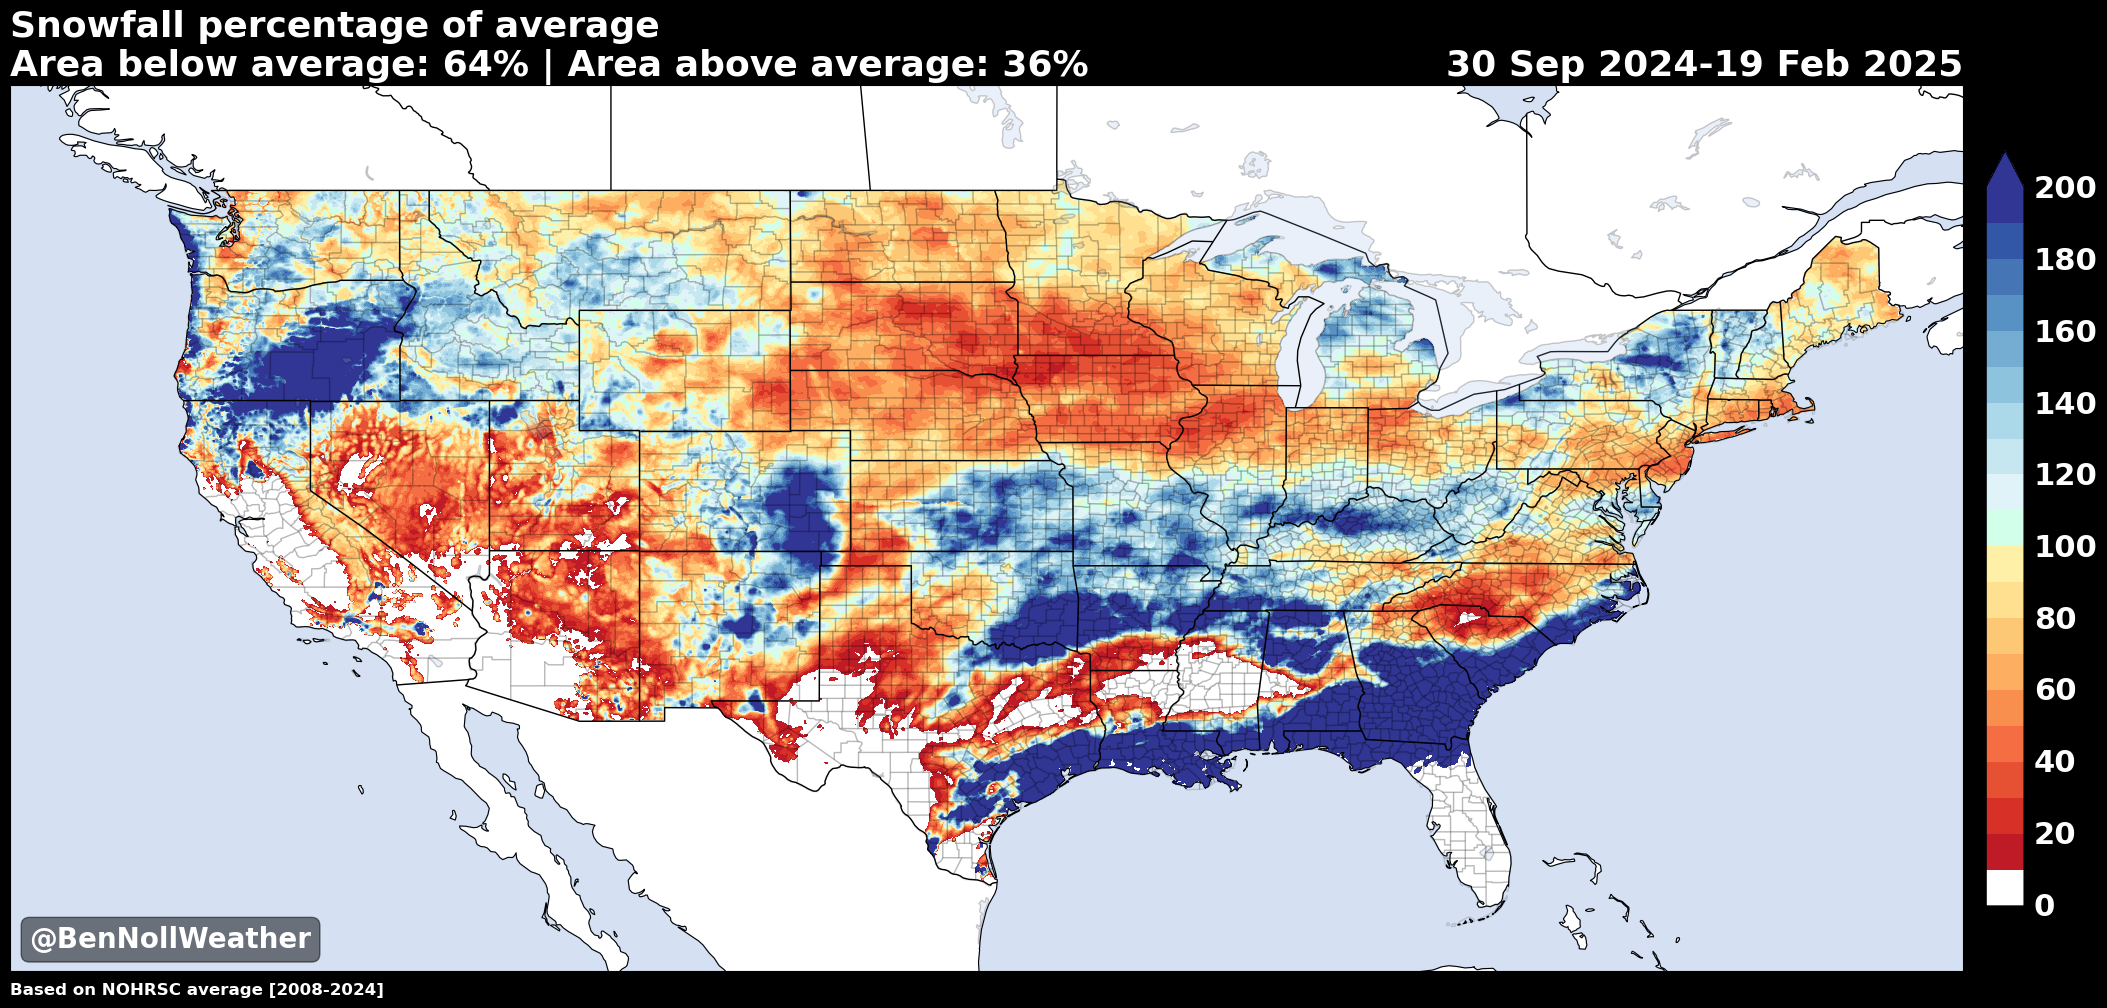 Snowfall percentage of average
Area below average: 64% | Area above average: 36%
30 Sep 2024-19 Feb 2025
200
180
160
140
120
100
80
60
40
20
0
@BenNollWeather
Based on NOHRSC average [2008-2024]